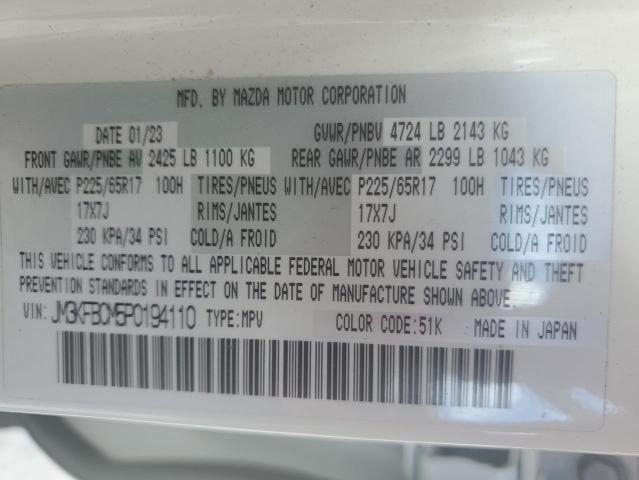 MFD. BY MAZDA MOTOR CORPORATION
DATE 01/23 GVWR/PNBV 4724 LB 2143 KG
FRONT GAWR/PNBE AV 2425 LB 1100 KG REAR GAWR/PNBE AR 2299 LB 1043 KG
WITH/AVEC P225/65R17 100H TIRES/PNEUS WITH/AVEC P225/65R17 100H TIRES/PNEUS
17X7J RIMS/JANTES 17X7J RIMS/JANTES
230 KPA/34 PSI COLD/A FROID 230 KPA/34 PSI COLD/A FROID
THIS VEHICLE CONFORMS TO ALL APPLICABLE FEDERAL MOTOR VEHICLE SAFETY AND THEFT
PREVENTION STANDARDS IN EFFECT ON THE DATE OF MANUFACTURE SHOWN ABOVE.
VIN: JM3KFBCM5P0194110 TYPE:MPV COLOR CODE:51K MADE IN JAPAN